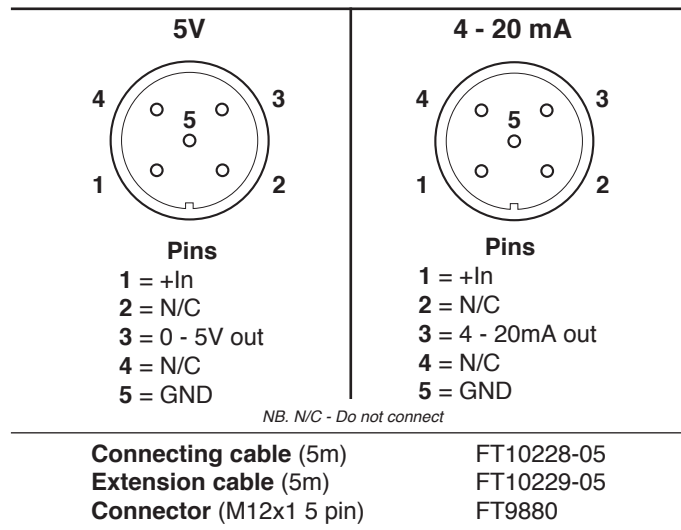 5V
4 3
5
1 2
Pins
1 = +In
2 = N/C
3 = 0 - 5V out
4 = N/C
5 = GND
4 - 20 mA
4 3
5
1 2
Pins
1 = +In
2 = N/C
3 = 4 - 20mA out
4 = N/C
5 = GND
NB. N/C - Do not connect
Connecting cable (5m) FT10228-05
Extension cable (5m) FT10229-05
Connector (M12x1 5 pin) FT9880